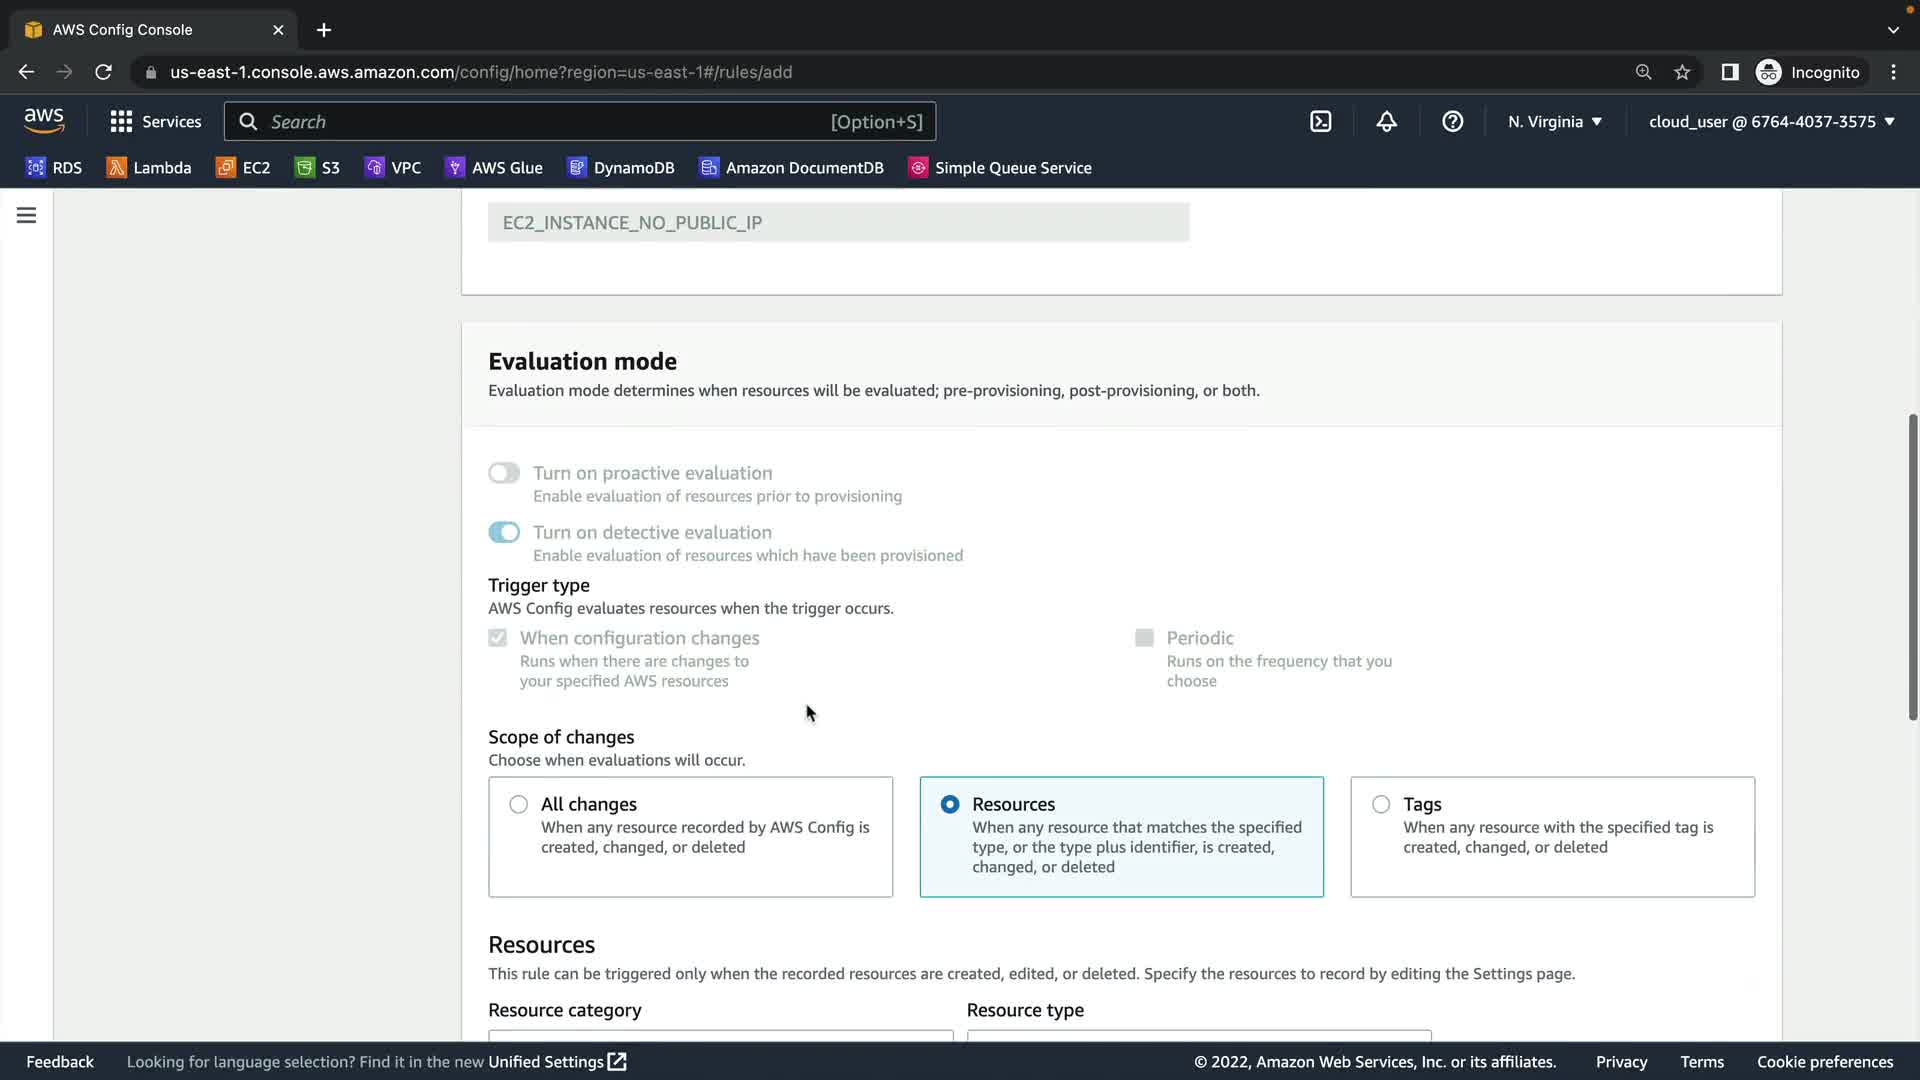 AWS Config Console
us-east-1.console.aws.amazon.com/config/home?region=us-east-1#/rules/add
Incognito
aws
Services
Search
[Option+S]
N. Virginia
cloud_user @ 6764-4037-3575
RDS
Lambda
EC2
S3
VPC
AWS Glue
DynamoDB
Amazon DocumentDB
Simple Queue Service
EC2_INSTANCE_NO_PUBLIC_IP
Evaluation mode
Evaluation mode determines when resources will be evaluated; pre-provisioning, post-provisioning, or both.
Turn on proactive evaluation
Enable evaluation of resources prior to provisioning
Turn on detective evaluation
Enable evaluation of resources which have been provisioned
Trigger type
AWS Config evaluates resources when the trigger occurs.
When configuration changes
Runs when there are changes to
your specified AWS resources
Periodic
Runs on the frequency that you
choose
Scope of changes
Choose when evaluations will occur.
All changes
When any resource recorded by AWS Config is
created, changed, or deleted
Resources
When any resource that matches the specified
type, or the type plus identifier, is created,
changed, or deleted
Tags
When any resource with the specified tag is
created, changed, or deleted
Resources
This rule can be triggered only when the recorded resources are created, edited, or deleted. Specify the resources to record by editing the Settings page.
Resource category
Resource type
Feedback
Looking for language selection? Find it in the new Unified Settings
© 2022, Amazon Web Services, Inc. or its affiliates.
Privacy
Terms
Cookie preferences